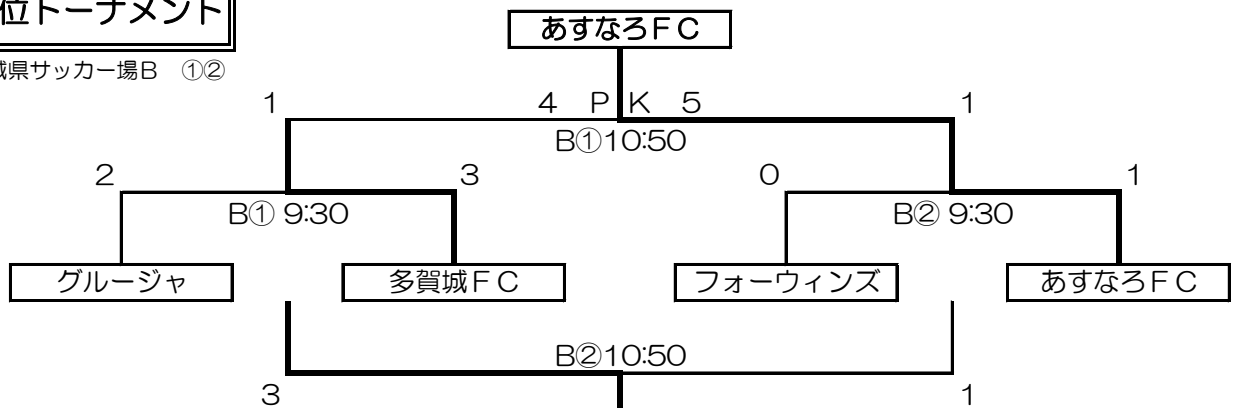 位トーナメント
あすなろＦＣ
城県サッカー場B ①②
1 4 PK 5 1
B①10:50
2 3 0 1
B① 9:30 B② 9:30
グルージャ 多賀城ＦＣ フォーウィンズ あすなろＦＣ
B②10:50
3 1